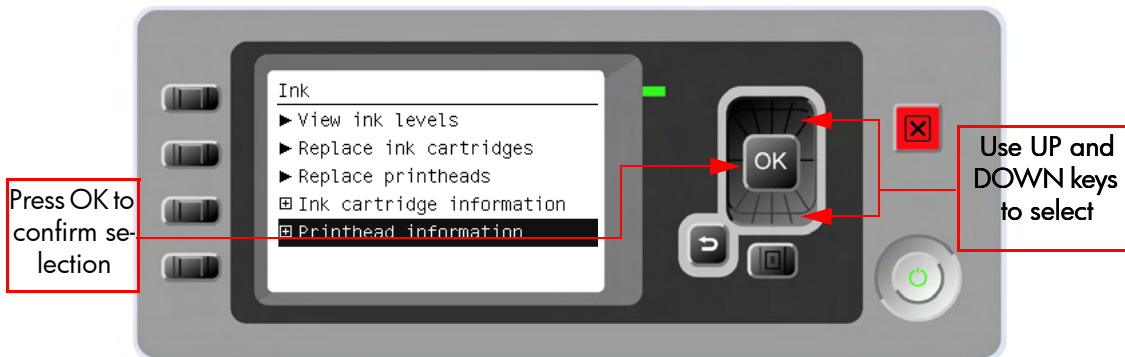 Ink
► View ink levels
► Replace ink cartridges
► Replace printheads
⊞ Ink cartridge information
⊞ Printhead information
OK
Press OK to
confirm se-
lection
Use UP and
DOWN keys
to select